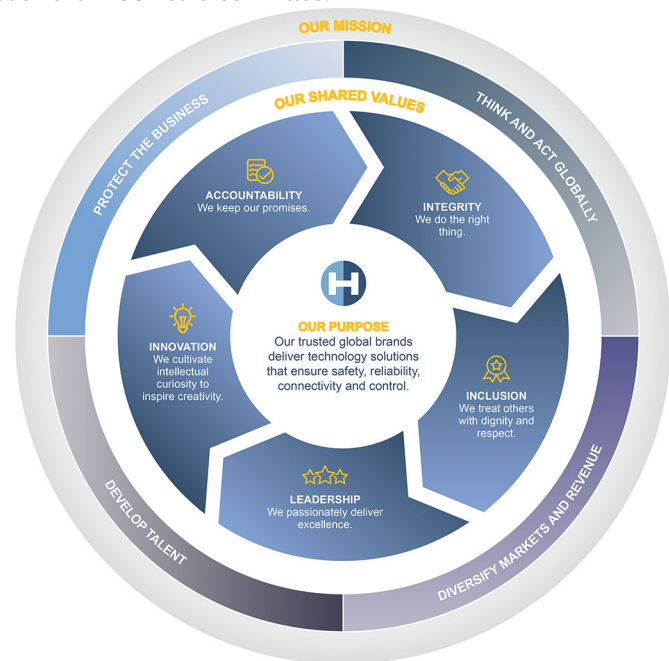 OUR MISSION
PROTECT THE BUSINESS
THINK AND ACT GLOBALLY
OUR SHARED VALUES
ACCOUNTABILITY
We keep our promises.
INTEGRITY
We do the right
thing.
H
OUR PURPOSE
Our trusted global brands
deliver technology solutions
that ensure safety, reliability,
connectivity and control.
INNOVATION
We cultivate
intellectual
curiosity to
inspire creativity.
INCLUSION
We treat others
with dignity and
respect.
LEADERSHIP
We passionately deliver
excellence.
DEVELOP TALENT
DIVERSIFY MARKETS AND REVENUE